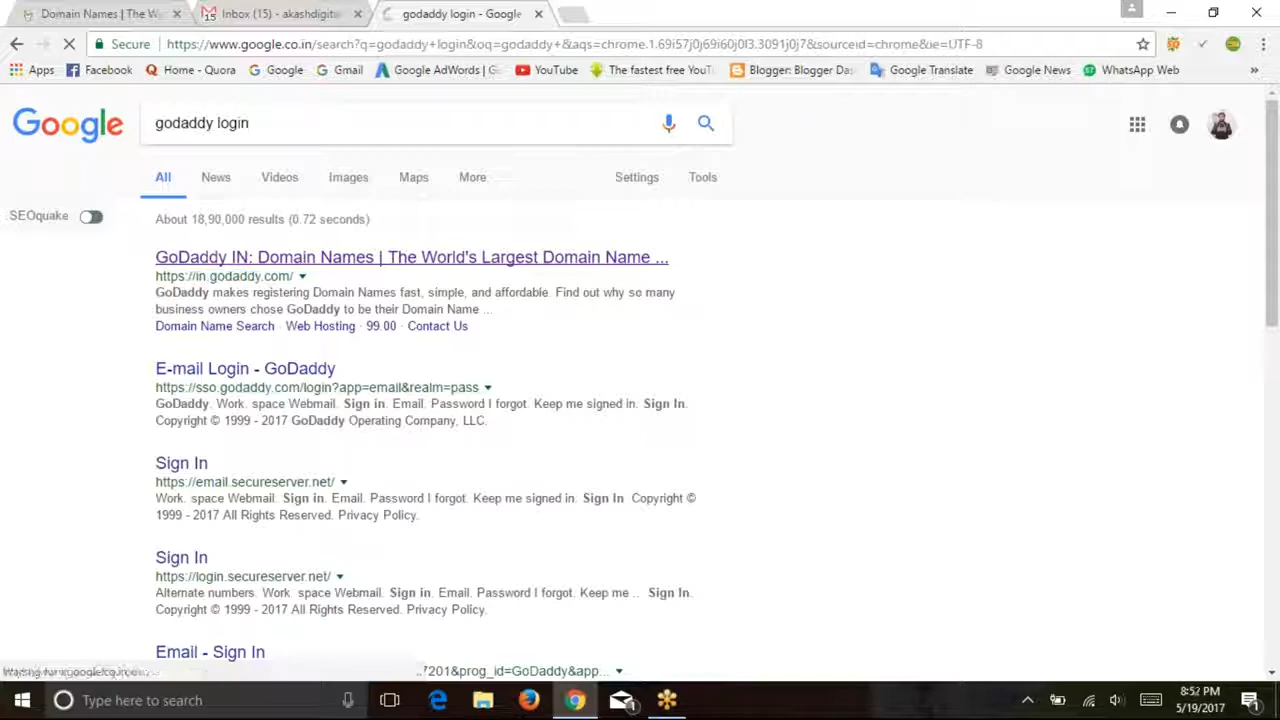 Domain Names | The W
Inbox (15) - akashdigiti
godaddy login - Google
Secure
https://www.google.co.in/search?q=godaddy+login&oq=godaddy+&aqs=chrome.1.69i57j0j69i60j0l3.3091j0j7&sourceid=chrome&ie=UTF-8
Apps
Facebook
Home - Quora
Google
Gmail
Google AdWords | G
YouTube
The fastest free YouT
Blogger: Blogger Das
Google Translate
Google News
WhatsApp Web
»
Google
godaddy login
All
News
Videos
Images
Maps
More
Settings
Tools
SEOquake
About 18,90,000 results (0.72 seconds)
GoDaddy IN: Domain Names | The World's Largest Domain Name ...
https://in.godaddy.com/
GoDaddy makes registering Domain Names fast, simple, and affordable. Find out why so many
business owners chose GoDaddy to be their Domain Name ...
Domain Name Search · Web Hosting · 99.00 · Contact Us
E-mail Login - GoDaddy
https://sso.godaddy.com/login?app=email&realm=pass
GoDaddy. Work. space Webmail. Sign in. Email. Password I forgot. Keep me signed in. Sign In.
Copyright © 1999 - 2017 GoDaddy Operating Company, LLC.
Sign In
https://email.secureserver.net/
Work. space Webmail. Sign in. Email. Password I forgot. Keep me signed in. Sign In Copyright ©
1999 - 2017 All Rights Reserved. Privacy Policy.
Sign In
https://login.secureserver.net/
Alternate numbers. Work space Webmail. Sign in. Email. Password I forgot. Keep me .. Sign In.
Copyright © 1999 - 2017 All Rights Reserved. Privacy Policy.
Email - Sign In
7201&prog_id=GoDaddy&app...
Type here to search
1
8:52 PM
5/19/2017
1